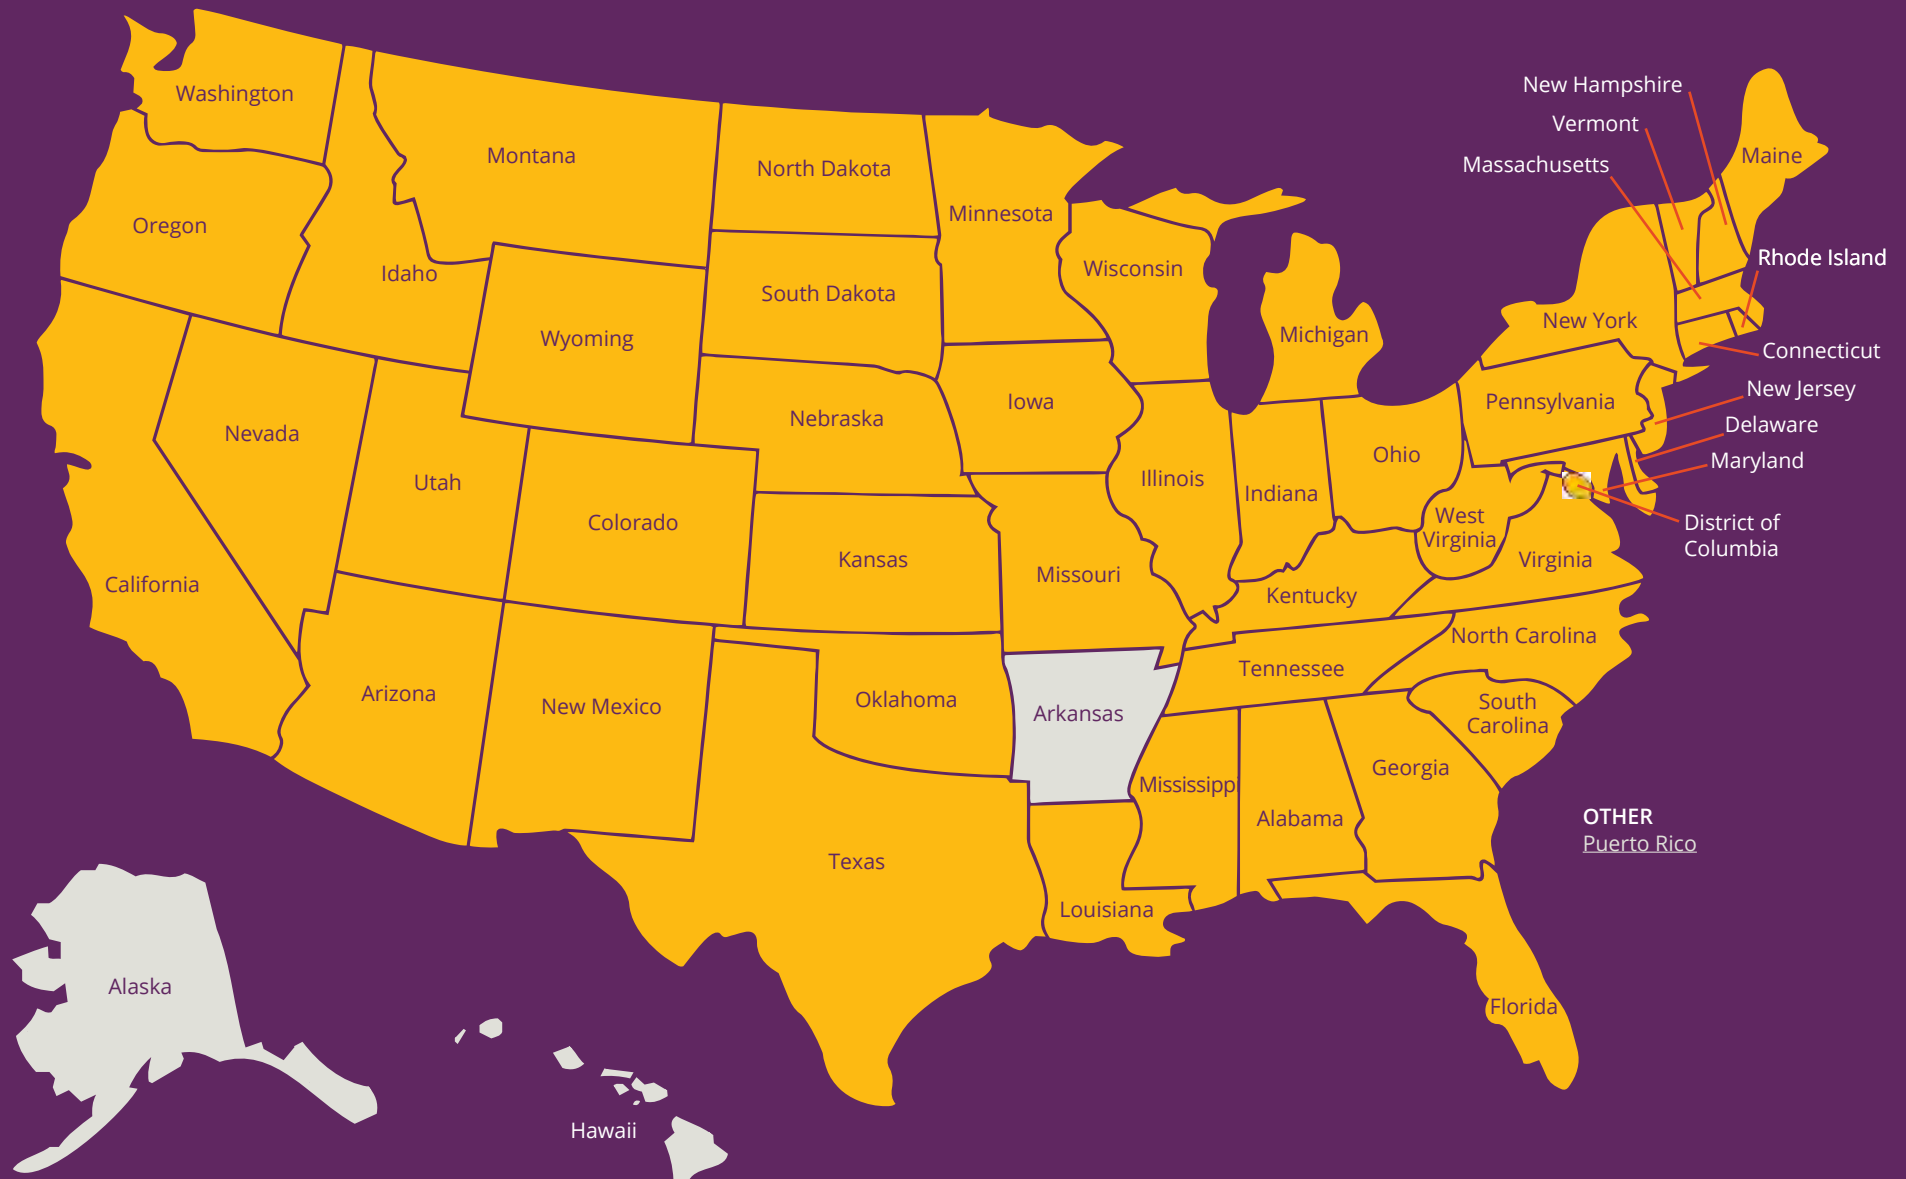 Washington
Montana
North Dakota
Minnesota
New Hampshire
Vermont
Massachusetts
Maine
Oregon
Idaho
Wyoming
South Dakota
Wisconsin
Michigan
New York
Rhode Island
Connecticut
New Jersey
Delaware
Maryland
District of
Columbia
Pennsylvania
Nevada
Utah
Colorado
Nebraska
Iowa
Illinois
Indiana
Ohio
West
Virginia
Virginia
California
Kansas
Missouri
Kentucky
North Carolina
Tennessee
South
Carolina
Arizona
New Mexico
Oklahoma
Arkansas
Mississipp
Alabama
Georgia
Texas
Louisiana
Florida
OTHER
Puerto Rico
Alaska
Hawaii